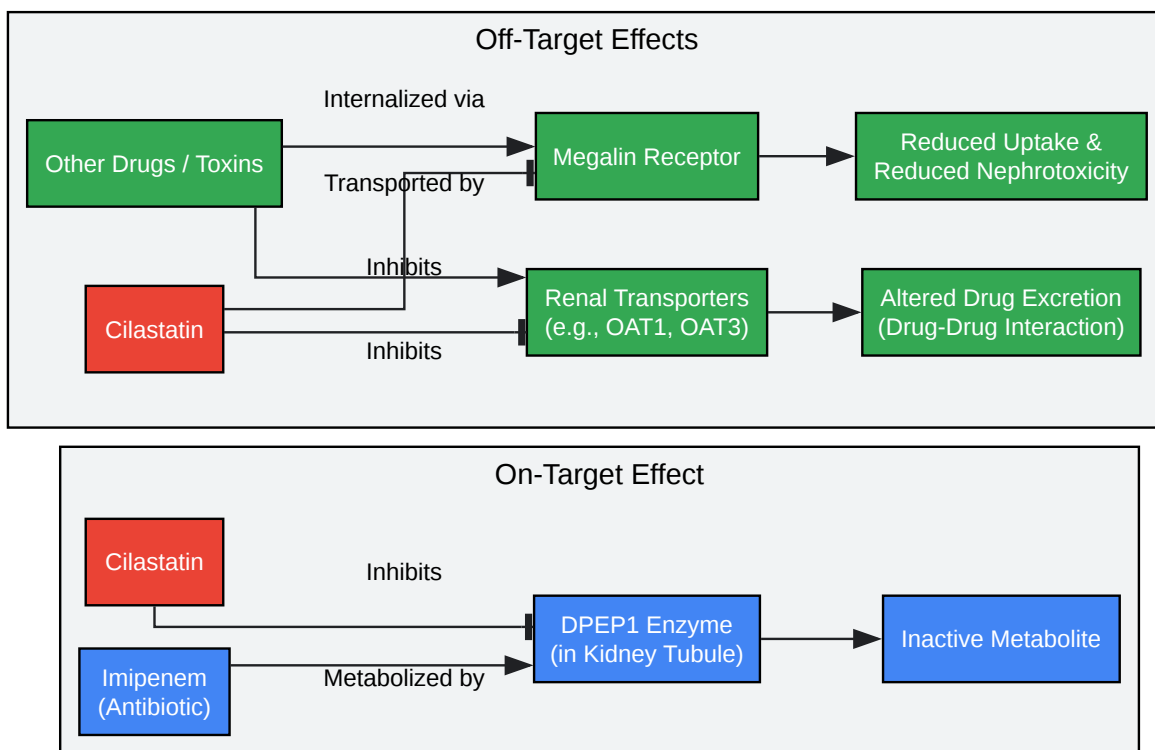 Off-Target Effects
Internalized via
Other Drugs / Toxins
Megalin Receptor
Reduced Uptake &
Reduced Nephrotoxicity
Transported by
Inhibits
Cilastatin
Renal Transporters
(e.g., OAT1, OAT3)
Altered Drug Excretion
(Drug-Drug Interaction)
Inhibits
On-Target Effect
Cilastatin
Inhibits
DPEP1 Enzyme
(in Kidney Tubule)
Inactive Metabolite
Imipenem
(Antibiotic)
Metabolized by